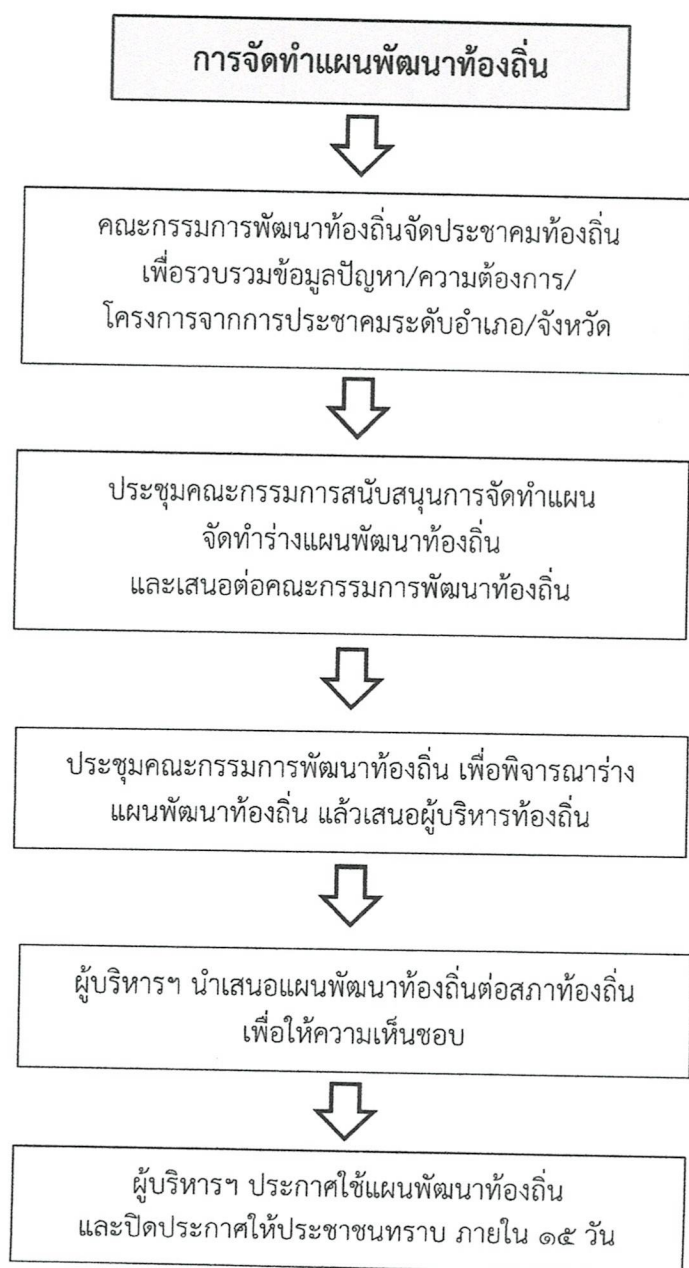 การจัดทำแผนพัฒนาท้องถิ่น
คณะกรรมการพัฒนาท้องถิ่นจัดประชาคมท้องถิ่น
เพื่อรวบรวมข้อมูลปัญหา/ความต้องการ/
โครงการจากการประชาคมระดับอำเภอ/จังหวัด
ประชุมคณะกรรมการสนับสนุนการจัดทำแผน
จัดทำร่างแผนพัฒนาท้องถิ่น
และเสนอต่อคณะกรรมการพัฒนาท้องถิ่น
ประชุมคณะกรรมการพัฒนาท้องถิ่น เพื่อพิจารณาร่าง
แผนพัฒนาท้องถิ่น แล้วเสนอผู้บริหารท้องถิ่น
ผู้บริหารฯ นำเสนอแผนพัฒนาท้องถิ่นต่อสภาท้องถิ่น
เพื่อให้ความเห็นชอบ
ผู้บริหารฯ ประกาศใช้แผนพัฒนาท้องถิ่น
และปิดประกาศให้ประชาชนทราบ ภายใน ๑๕ วัน